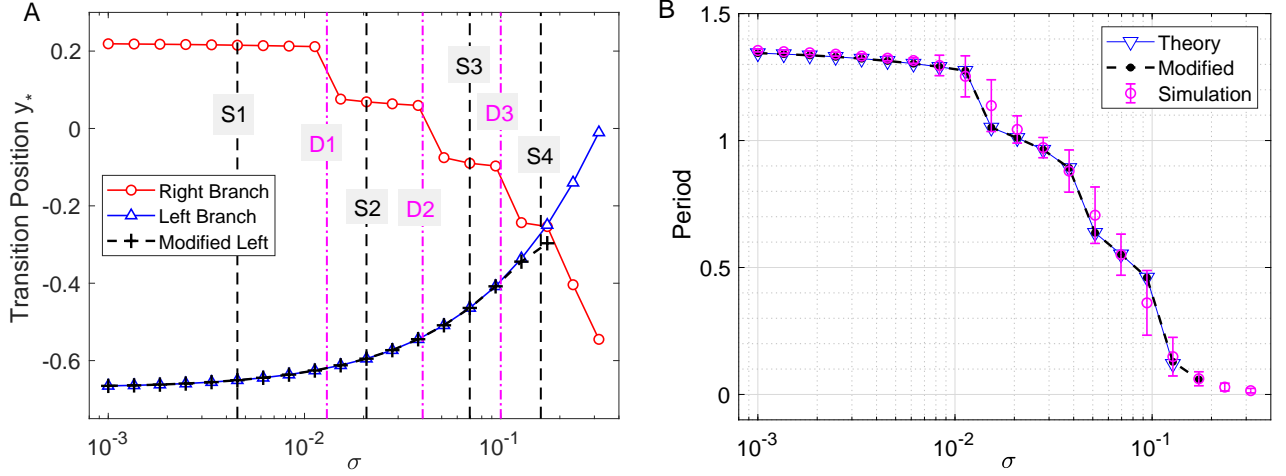 A
Transition Position y*
0.2
0
-0.2
-0.4
-0.6
S1
D1
S2
D2
S3
D3
S4
Right Branch
Left Branch
Modified Left
10^-3
10^-2
10^-1
σ
B
Period
1.5
1
0.5
0
Theory
Modified
Simulation
10^-3
10^-2
10^-1
σ